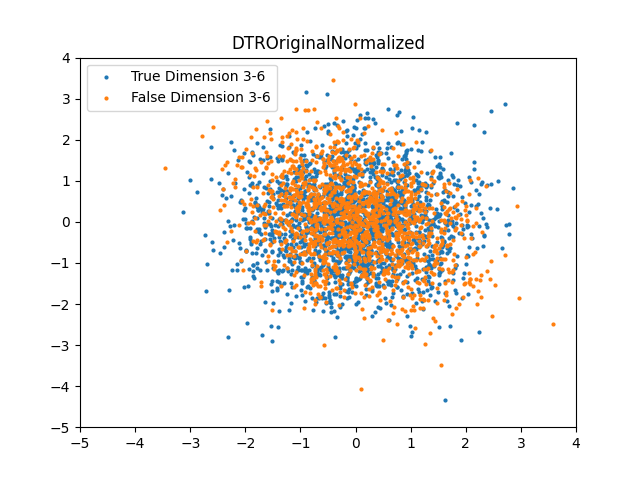 DTROriginalNormalized
True Dimension 3-6
False Dimension 3-6
4
3
2
1
0
−1
−2
−3
−4
−5
−5 −4 −3 −2 −1 0 1 2 3 4